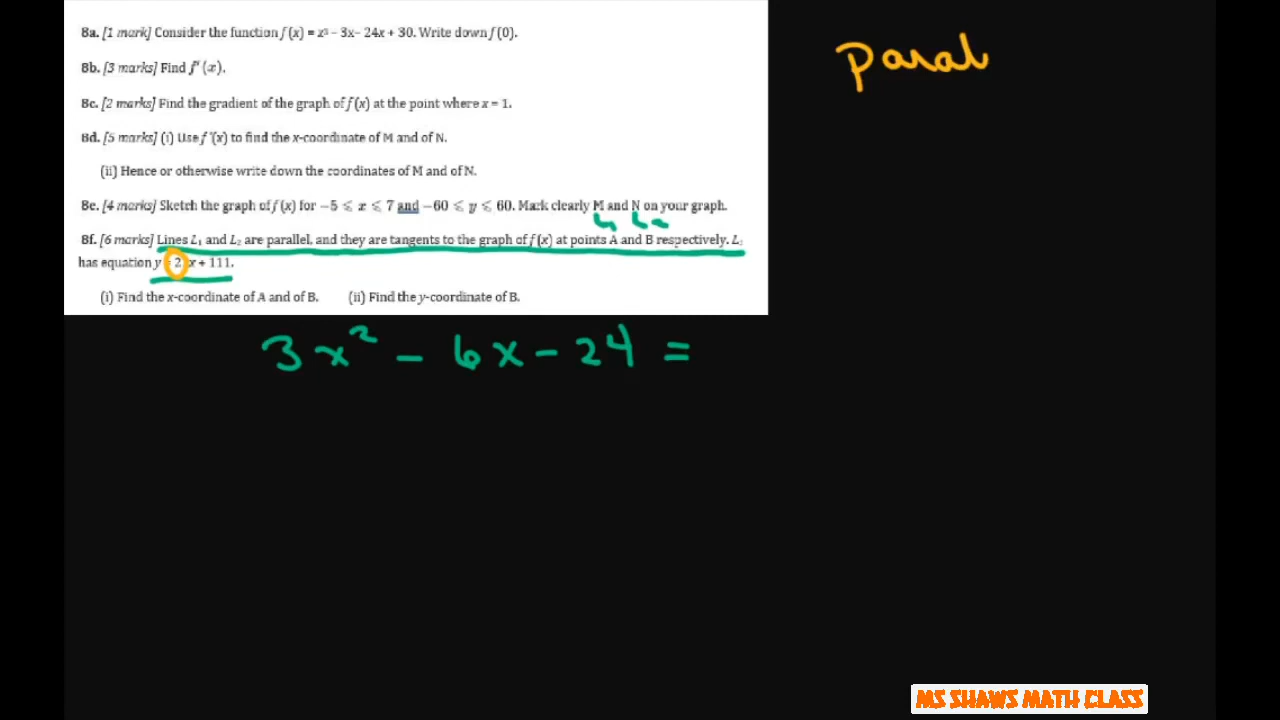 8a. [1 mark] Consider the function f (x) = x³ – 3x– 24x + 30. Write down f (0).
8b. [3 marks] Find f′ (x).
8c. [2 marks] Find the gradient of the graph of f (x) at the point where x = 1.
8d. [5 marks] (i) Use f ′(x) to find the x-coordinate of M and of N.
(ii) Hence or otherwise write down the coordinates of M and of N.
8e. [4 marks] Sketch the graph of f (x) for −5 ⩽ x ⩽ 7 and −60 ⩽ y ⩽ 60. Mark clearly M and N on your graph.
8f. [6 marks] Lines L₁ and L₂ are parallel, and they are tangents to the graph of f (x) at points A and B respectively. L
has equation y 2 x + 111.
(i) Find the x-coordinate of A and of B. (ii) Find the y-coordinate of B.
Paral
3x² – 6x – 24 =
MS SHAWS MATH CLASS